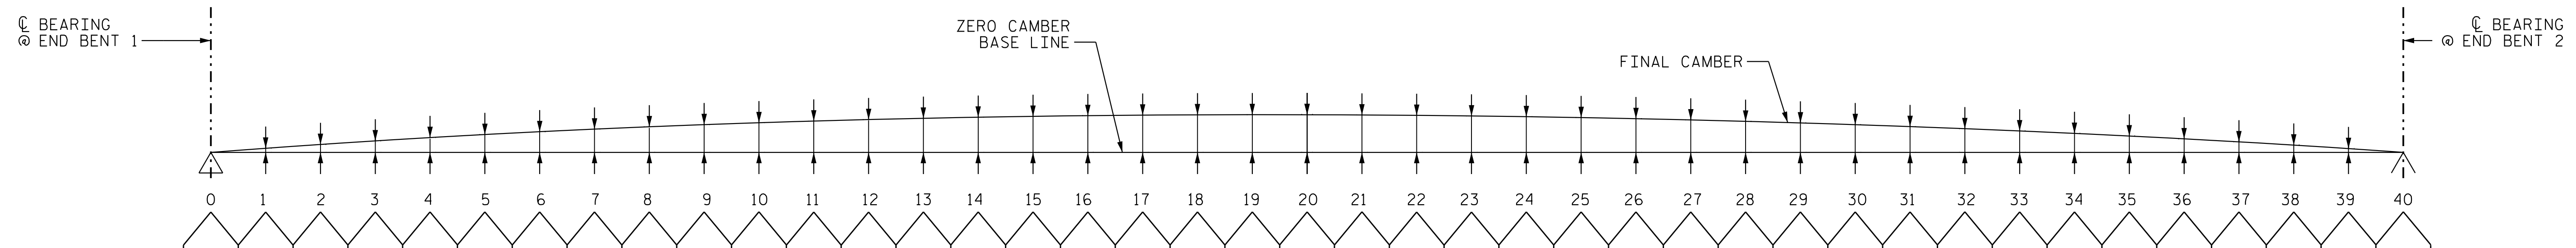 ℄ BEARING
@ END BENT 1
ZERO CAMBER
BASE LINE
FINAL CAMBER
℄ BEARING
@ END BENT 2
0 1 2 3 4 5 6 7 8 9 10 11 12 13 14 15 16 17 18 19 20 21 22 23 24 25 26 27 28 29 30 31 32 33 34 35 36 37 38 39 40